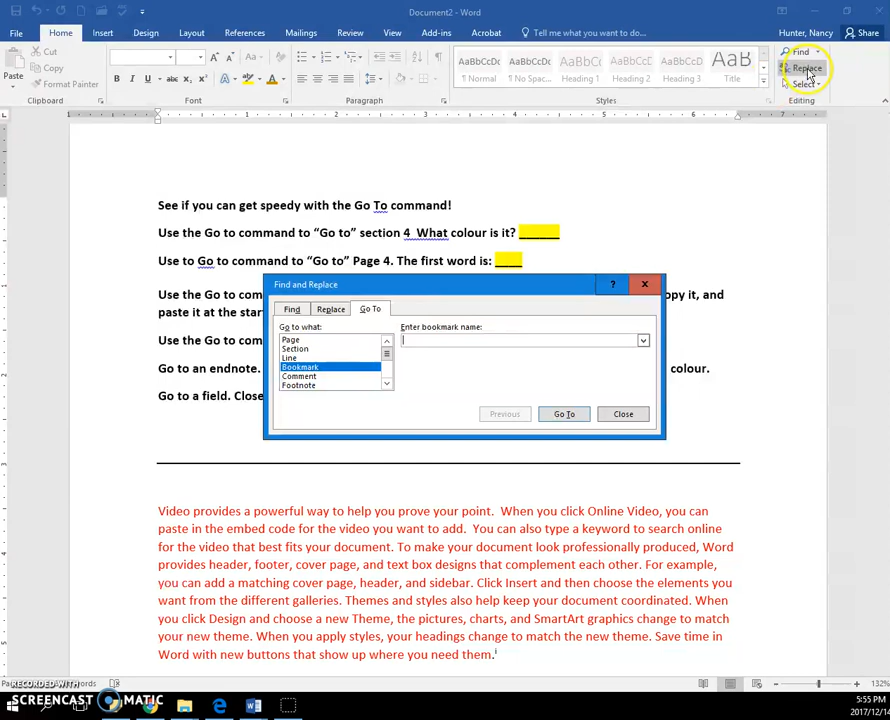 Document2 - Word
File Home Insert Design Layout References Mailings Review View Add-ins Tell me what you want to do Hunter, Nancy Share
Paste
Cut
Copy
Format Painter
Clipboard
Font
Paragraph
AaBbCcDc AaBbCcDc AaBbC AaBbCcD AaBbCcD AaB
¶ Normal ¶ No Spac... Heading 1 Heading 2 Heading 3 Title
Styles
Find
Replace
Select
Editing
See if you can get speedy with the Go To command!
Use the Go to command to “Go to” section 4 What colour is it? ______
Use to Go to command to “Go to” Page 4. The first word is: ____
Use the Go to com opy it, and
paste it at the star
Use the Go to com
Go to an endnote. colour.
Go to a field. Close
Find and Replace
Find Replace Go To
Go to what:
Page
Section
Line
Bookmark
Comment
Footnote
Enter bookmark name:
Previous Go To Close
Video provides a powerful way to help you prove your point. When you click Online Video, you can
paste in the embed code for the video you want to add. You can also type a keyword to search online
for the video that best fits your document. To make your document look professionally produced, Word
provides header, footer, cover page, and text box designs that complement each other. For example,
you can add a matching cover page, header, and sidebar. Click Insert and then choose the elements you
want from the different galleries. Themes and styles also help keep your document coordinated. When
you click Design and choose a new Theme, the pictures, charts, and SmartArt graphics change to match
your new theme. When you apply styles, your headings change to match the new theme. Save time in
Word with new buttons that show up where you need them.i
132%
RECORDED WITH
SCREENCAST MATIC
5:55 PM
2017/12/14